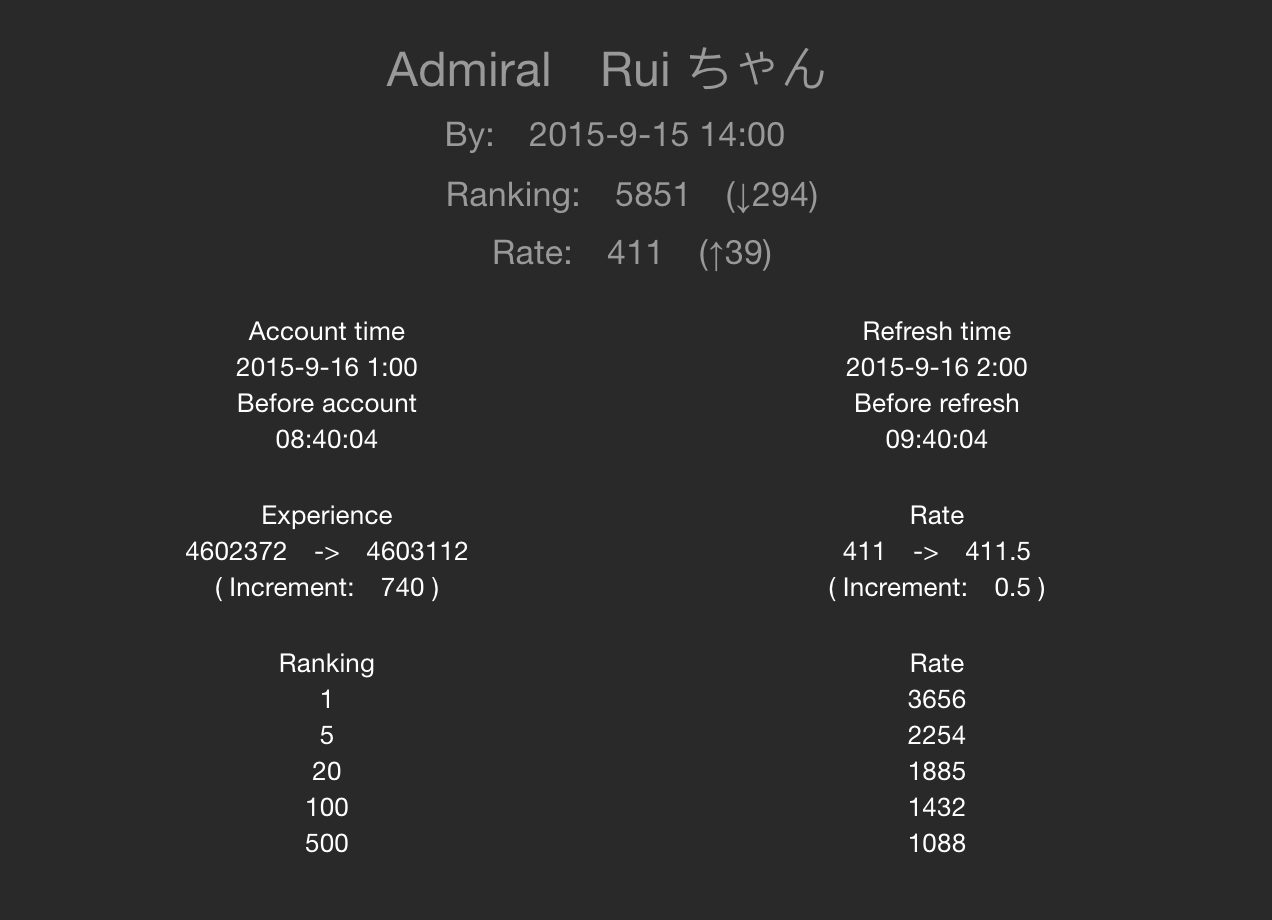 Admiral Rui ちゃん
By: 2015-9-15 14:00
Ranking: 5851 (↓294)
Rate: 411 (↑39)
Account time
2015-9-16 1:00
Before account
08:40:04
Refresh time
2015-9-16 2:00
Before refresh
09:40:04
Experience
4602372 -> 4603112
( Increment: 740 )
Rate
411 -> 411.5
( Increment: 0.5 )
Ranking Rate
1 3656
5 2254
20 1885
100 1432
500 1088